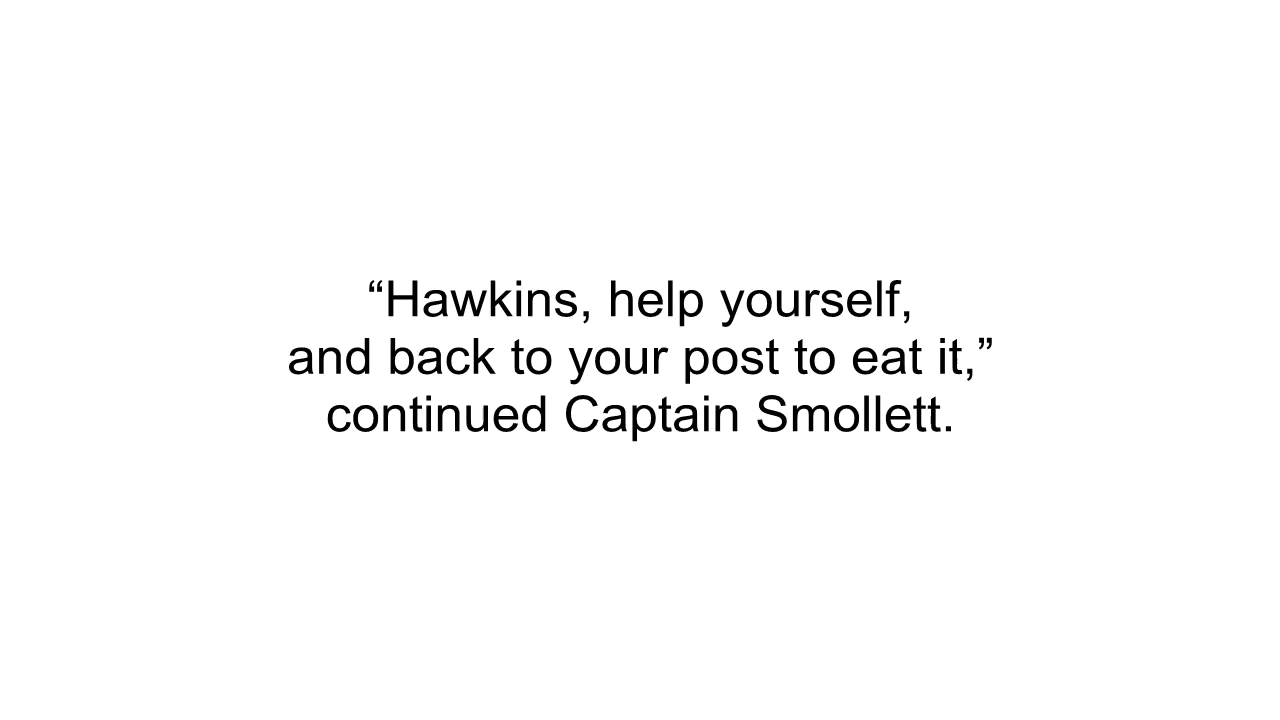 “Hawkins, help yourself,
and back to your post to eat it,”
continued Captain Smollett.